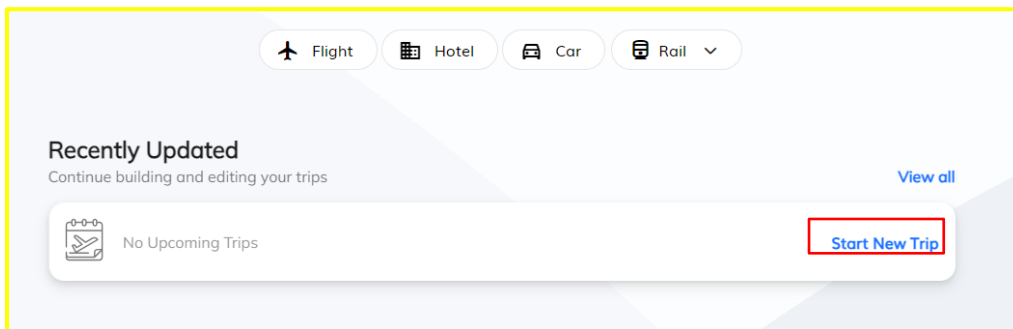 Flight Hotel Car Rail
Recently Updated
Continue building and editing your trips
View all
No Upcoming Trips
Start New Trip